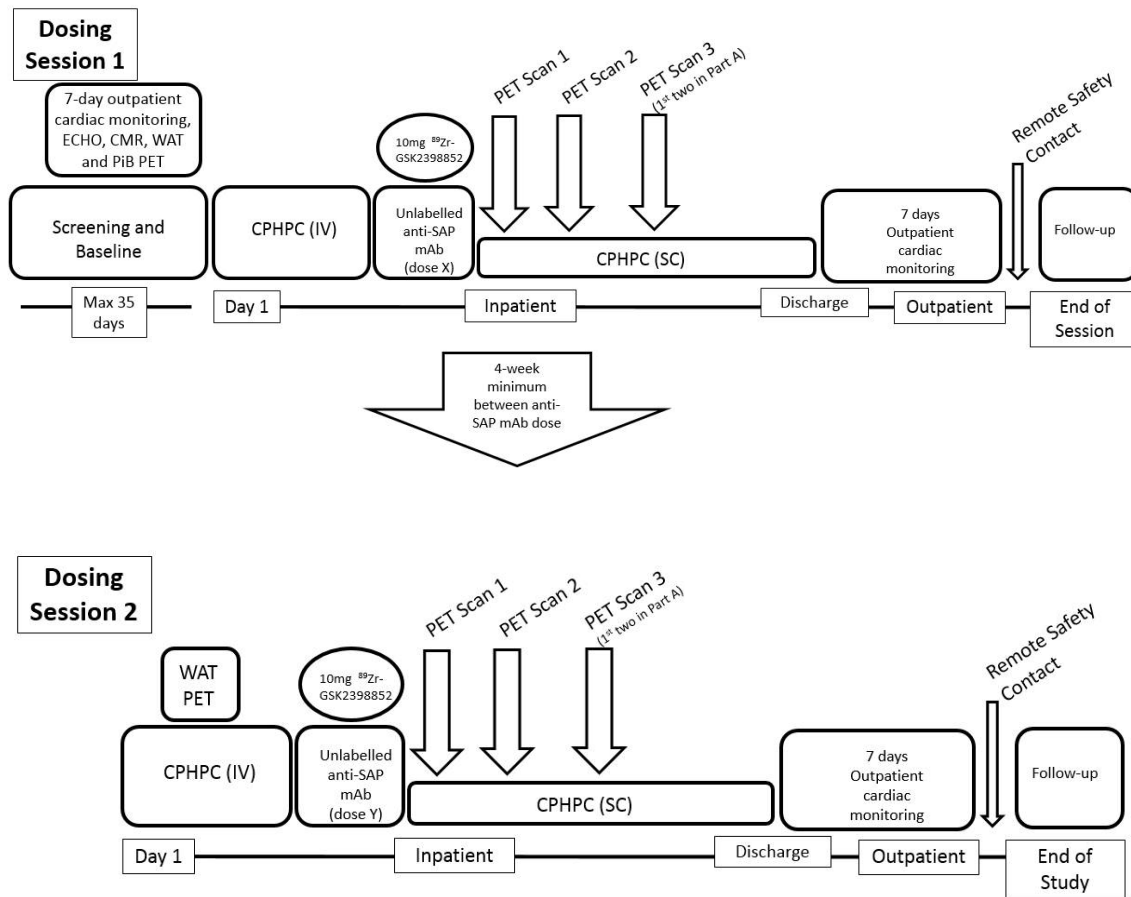 Dosing
Session 1
7-day outpatient
cardiac monitoring,
ECHO, CMR, WAT
and PiB PET
10mg ⁸⁹Zr-
GSK2398852
PET Scan 1
PET Scan 2
PET Scan 3
(1st two in Part A)
Remote Safety
Contact
Screening and
Baseline
CPHPC (IV)
Unlabelled
anti-SAP
mAb
(dose X)
CPHPC (SC)
7 days
Outpatient
cardiac
monitoring
Follow-up
Max 35
days
Day 1
Inpatient
Discharge
Outpatient
End of
Session
4-week
minimum
between anti-
SAP mAb dose
Dosing
Session 2
WAT
PET
10mg ⁸⁹Zr-
GSK2398852
PET Scan 1
PET Scan 2
PET Scan 3
(1st two in Part A)
Remote Safety
Contact
CPHPC (IV)
Unlabelled
anti-SAP
mAb
(dose Y)
CPHPC (SC)
7 days
Outpatient
cardiac
monitoring
Follow-up
Day 1
Inpatient
Discharge
Outpatient
End of
Study